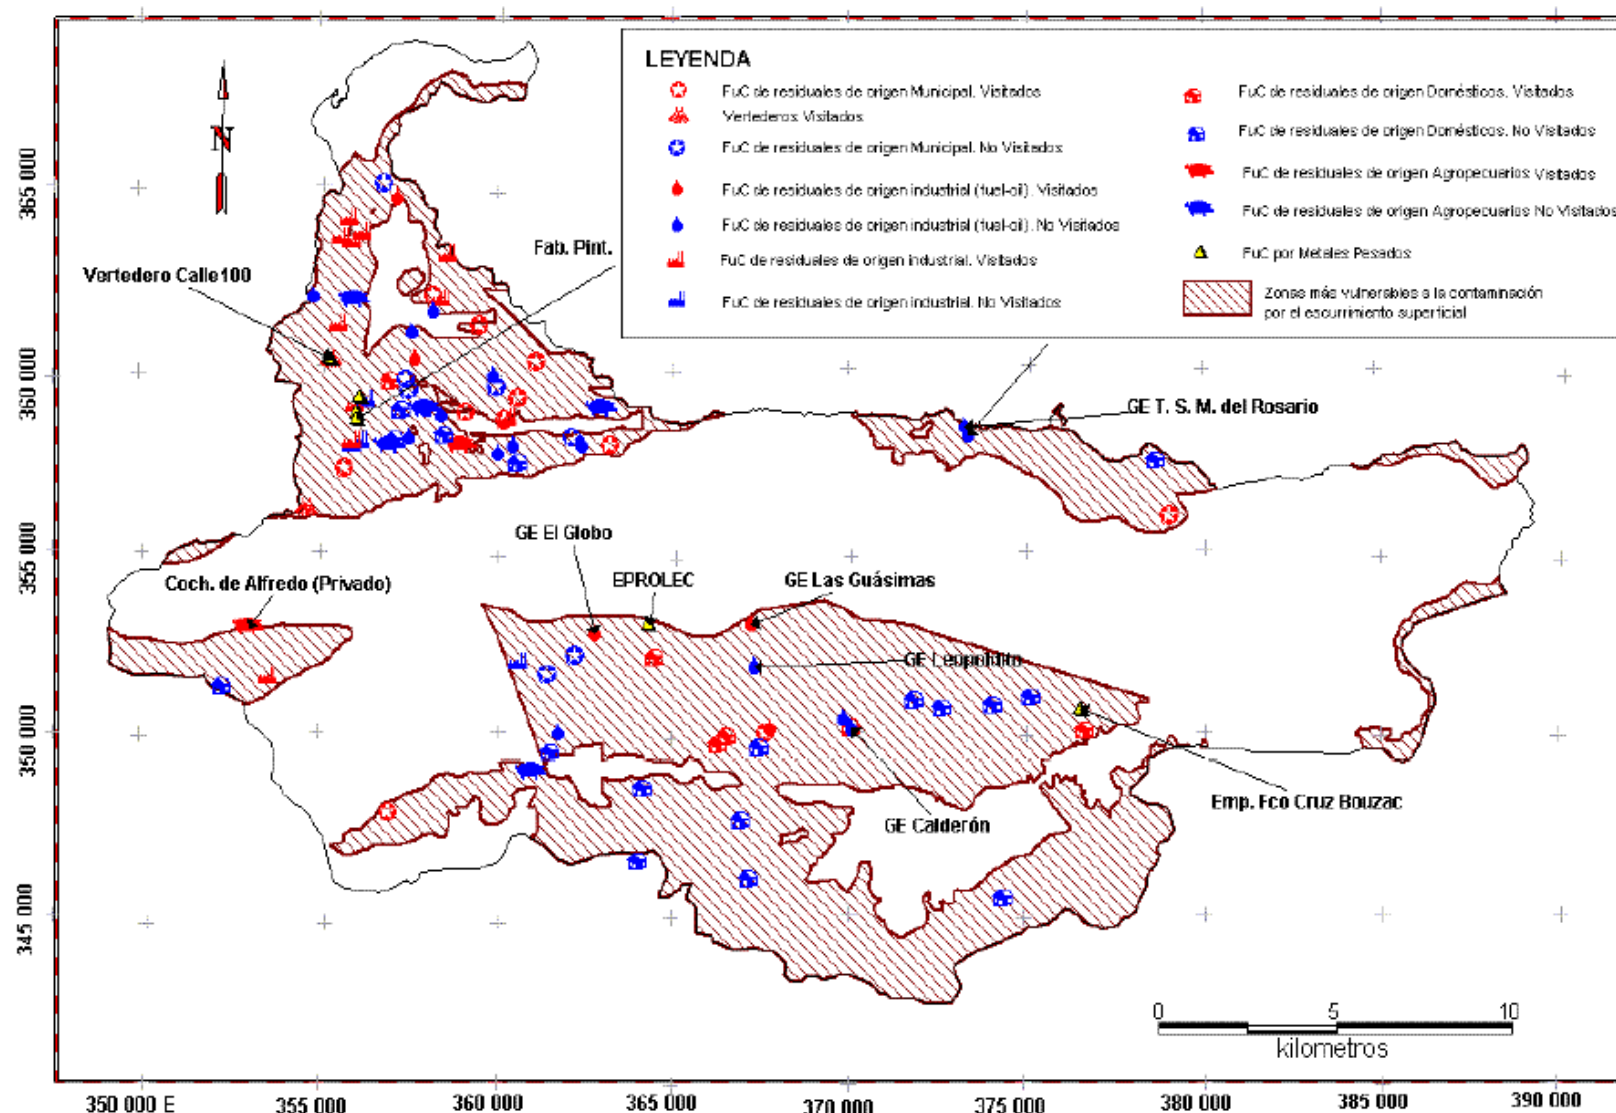 LEYENDA
FuC de residuales de origen Municipal. Visitados
Vertederos Visitados
FuC de residuales de origen Municipal. No Visitados
FuC de residuales de origen industrial (fuel-oil). Visitados
FuC de residuales de origen industrial (fuel-oil). No Visitados
FuC de residuales de origen industrial. Visitados
FuC de residuales de origen industrial. No Visitados
FuC de residuales de origen Domésticos. Visitados
FuC de residuales de origen Domésticos. No Visitados
FuC de residuales de origen Agropecuarios Visitados
FuC de residuales de origen Agropecuarios No Visitados
FuC por Metales Pesados
Zonas más vulnerables a la contaminación
por el escurrimiento superficial
N
Fab. Pint.
Vertedero Calle100
GE T. S. M. del Rosario
GE El Globo
EPROLEC
GE Las Guásimas
Coch. de Alfredo (Privado)
GE Leopoldito
Emp. Fco Cruz Bouzac
GE Calderón
0 5 10
kilometros
365 000
360 000
355 000
350 000
345 000
350 000 E
355 000
360 000
365 000
370 000
375 000
380 000
385 000
390 000